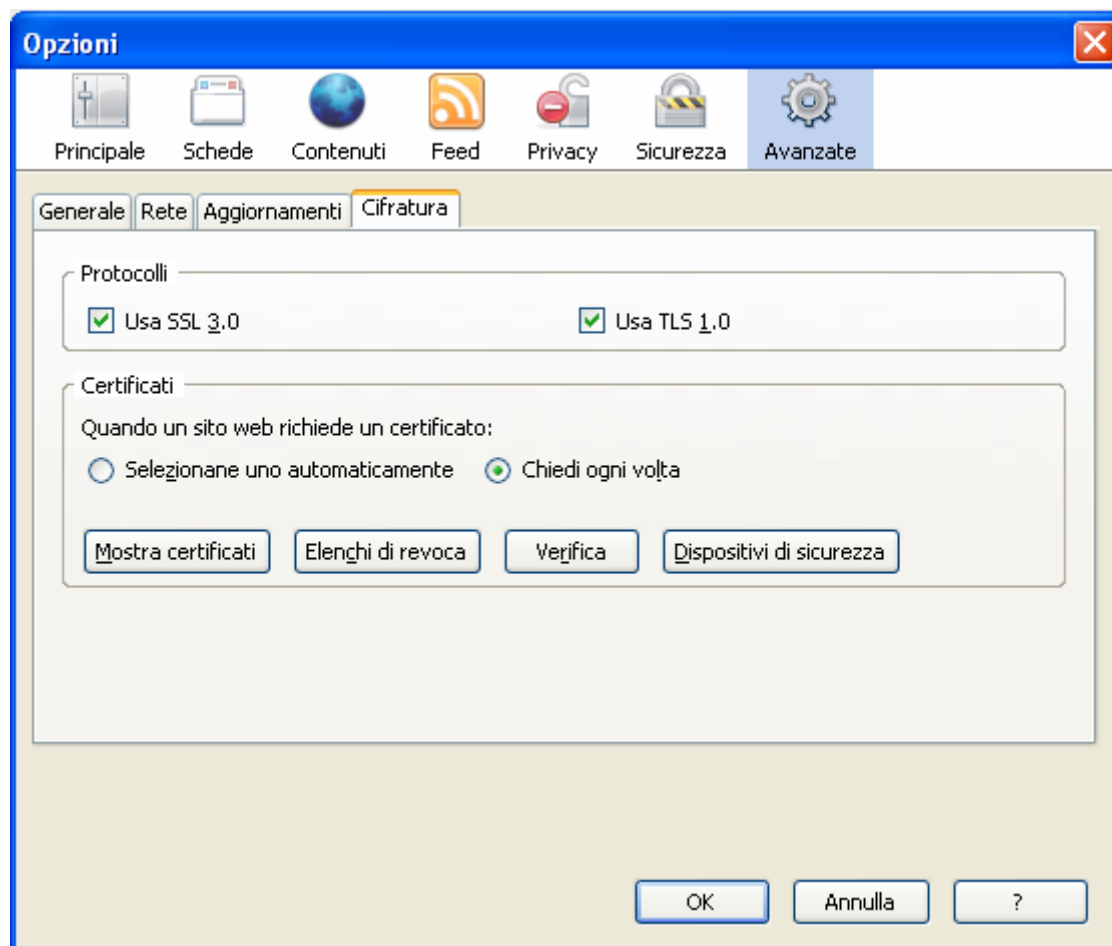 Opzioni
Principale Schede Contenuti Feed Privacy Sicurezza Avanzate
Generale Rete Aggiornamenti Cifratura
Protocolli
Usa SSL 3.0 Usa TLS 1.0
Certificati
Quando un sito web richiede un certificato:
Selezionane uno automaticamente Chiedi ogni volta
Mostra certificati Elenchi di revoca Verifica Dispositivi di sicurezza
OK Annulla ?